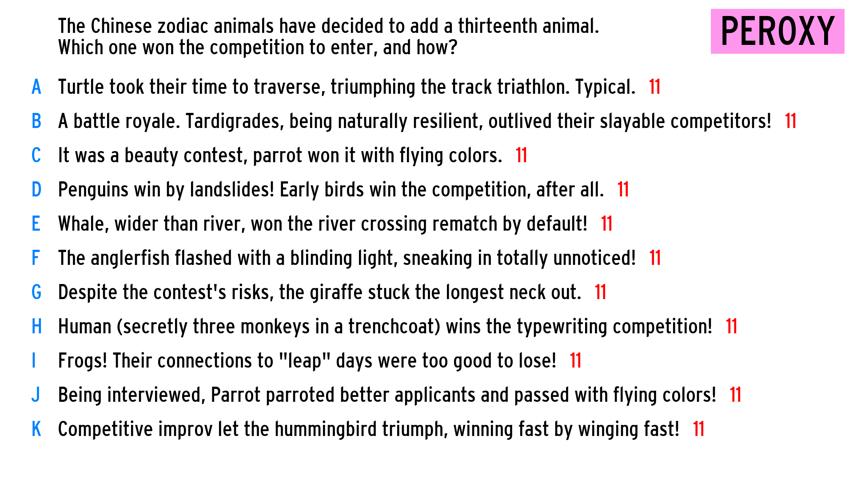 The Chinese zodiac animals have decided to add a thirteenth animal.
Which one won the competition to enter, and how?
PEROXY
A Turtle took their time to traverse, triumphing the track triathlon. Typical. 11
B A battle royale. Tardigrades, being naturally resilient, outlived their slayable competitors! 11
C It was a beauty contest, parrot won it with flying colors. 11
D Penguins win by landslides! Early birds win the competition, after all. 11
E Whale, wider than river, won the river crossing rematch by default! 11
F The anglerfish flashed with a blinding light, sneaking in totally unnoticed! 11
G Despite the contest's risks, the giraffe stuck the longest neck out. 11
H Human (secretly three monkeys in a trenchcoat) wins the typewriting competition! 11
I Frogs! Their connections to "leap" days were too good to lose! 11
J Being interviewed, Parrot parroted better applicants and passed with flying colors! 11
K Competitive improv let the hummingbird triumph, winning fast by winging fast! 11